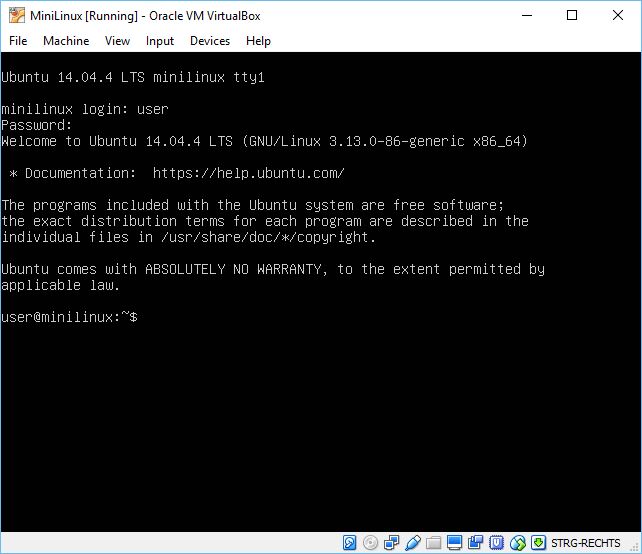 MiniLinux [Running] - Oracle VM VirtualBox
File Machine View Input Devices Help
Ubuntu 14.04.4 LTS minilinux tty1
minilinux login: user
Password:
Welcome to Ubuntu 14.04.4 LTS (GNU/Linux 3.13.0-86-generic x86_64)
* Documentation:  https://help.ubuntu.com/
The programs included with the Ubuntu system are free software;
the exact distribution terms for each program are described in the
individual files in /usr/share/doc/*/copyright.
Ubuntu comes with ABSOLUTELY NO WARRANTY, to the extent permitted by
applicable law.
user@minilinux:~$
STRG-RECHTS